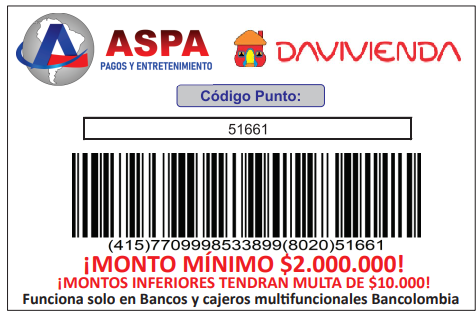 ASPA
PAGOS Y ENTRETENIMIENTO
DAVIVIENDA
Código Punto:
51661
(415)7709998533899(8020)51661
¡MONTO MÍNIMO $2.000.000!
¡MONTOS INFERIORES TENDRAN MULTA DE $10.000!
Funciona solo en Bancos y cajeros multifuncionales Bancolombia